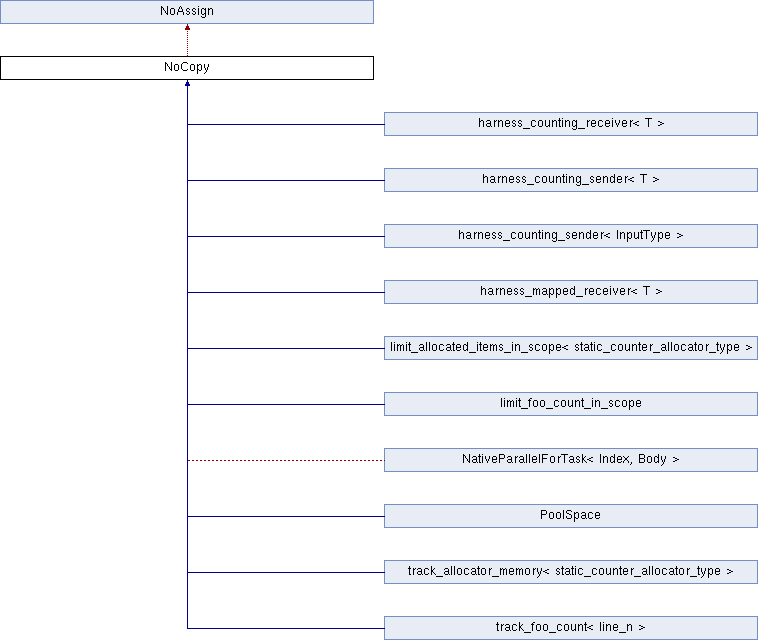 NoAssign
NoCopy
harness_counting_receiver< T >
harness_counting_sender< T >
harness_counting_sender< InputType >
harness_mapped_receiver< T >
limit_allocated_items_in_scope< static_counter_allocator_type >
limit_foo_count_in_scope
NativeParallelForTask< Index, Body >
PoolSpace
track_allocator_memory< static_counter_allocator_type >
track_foo_count< line_n >